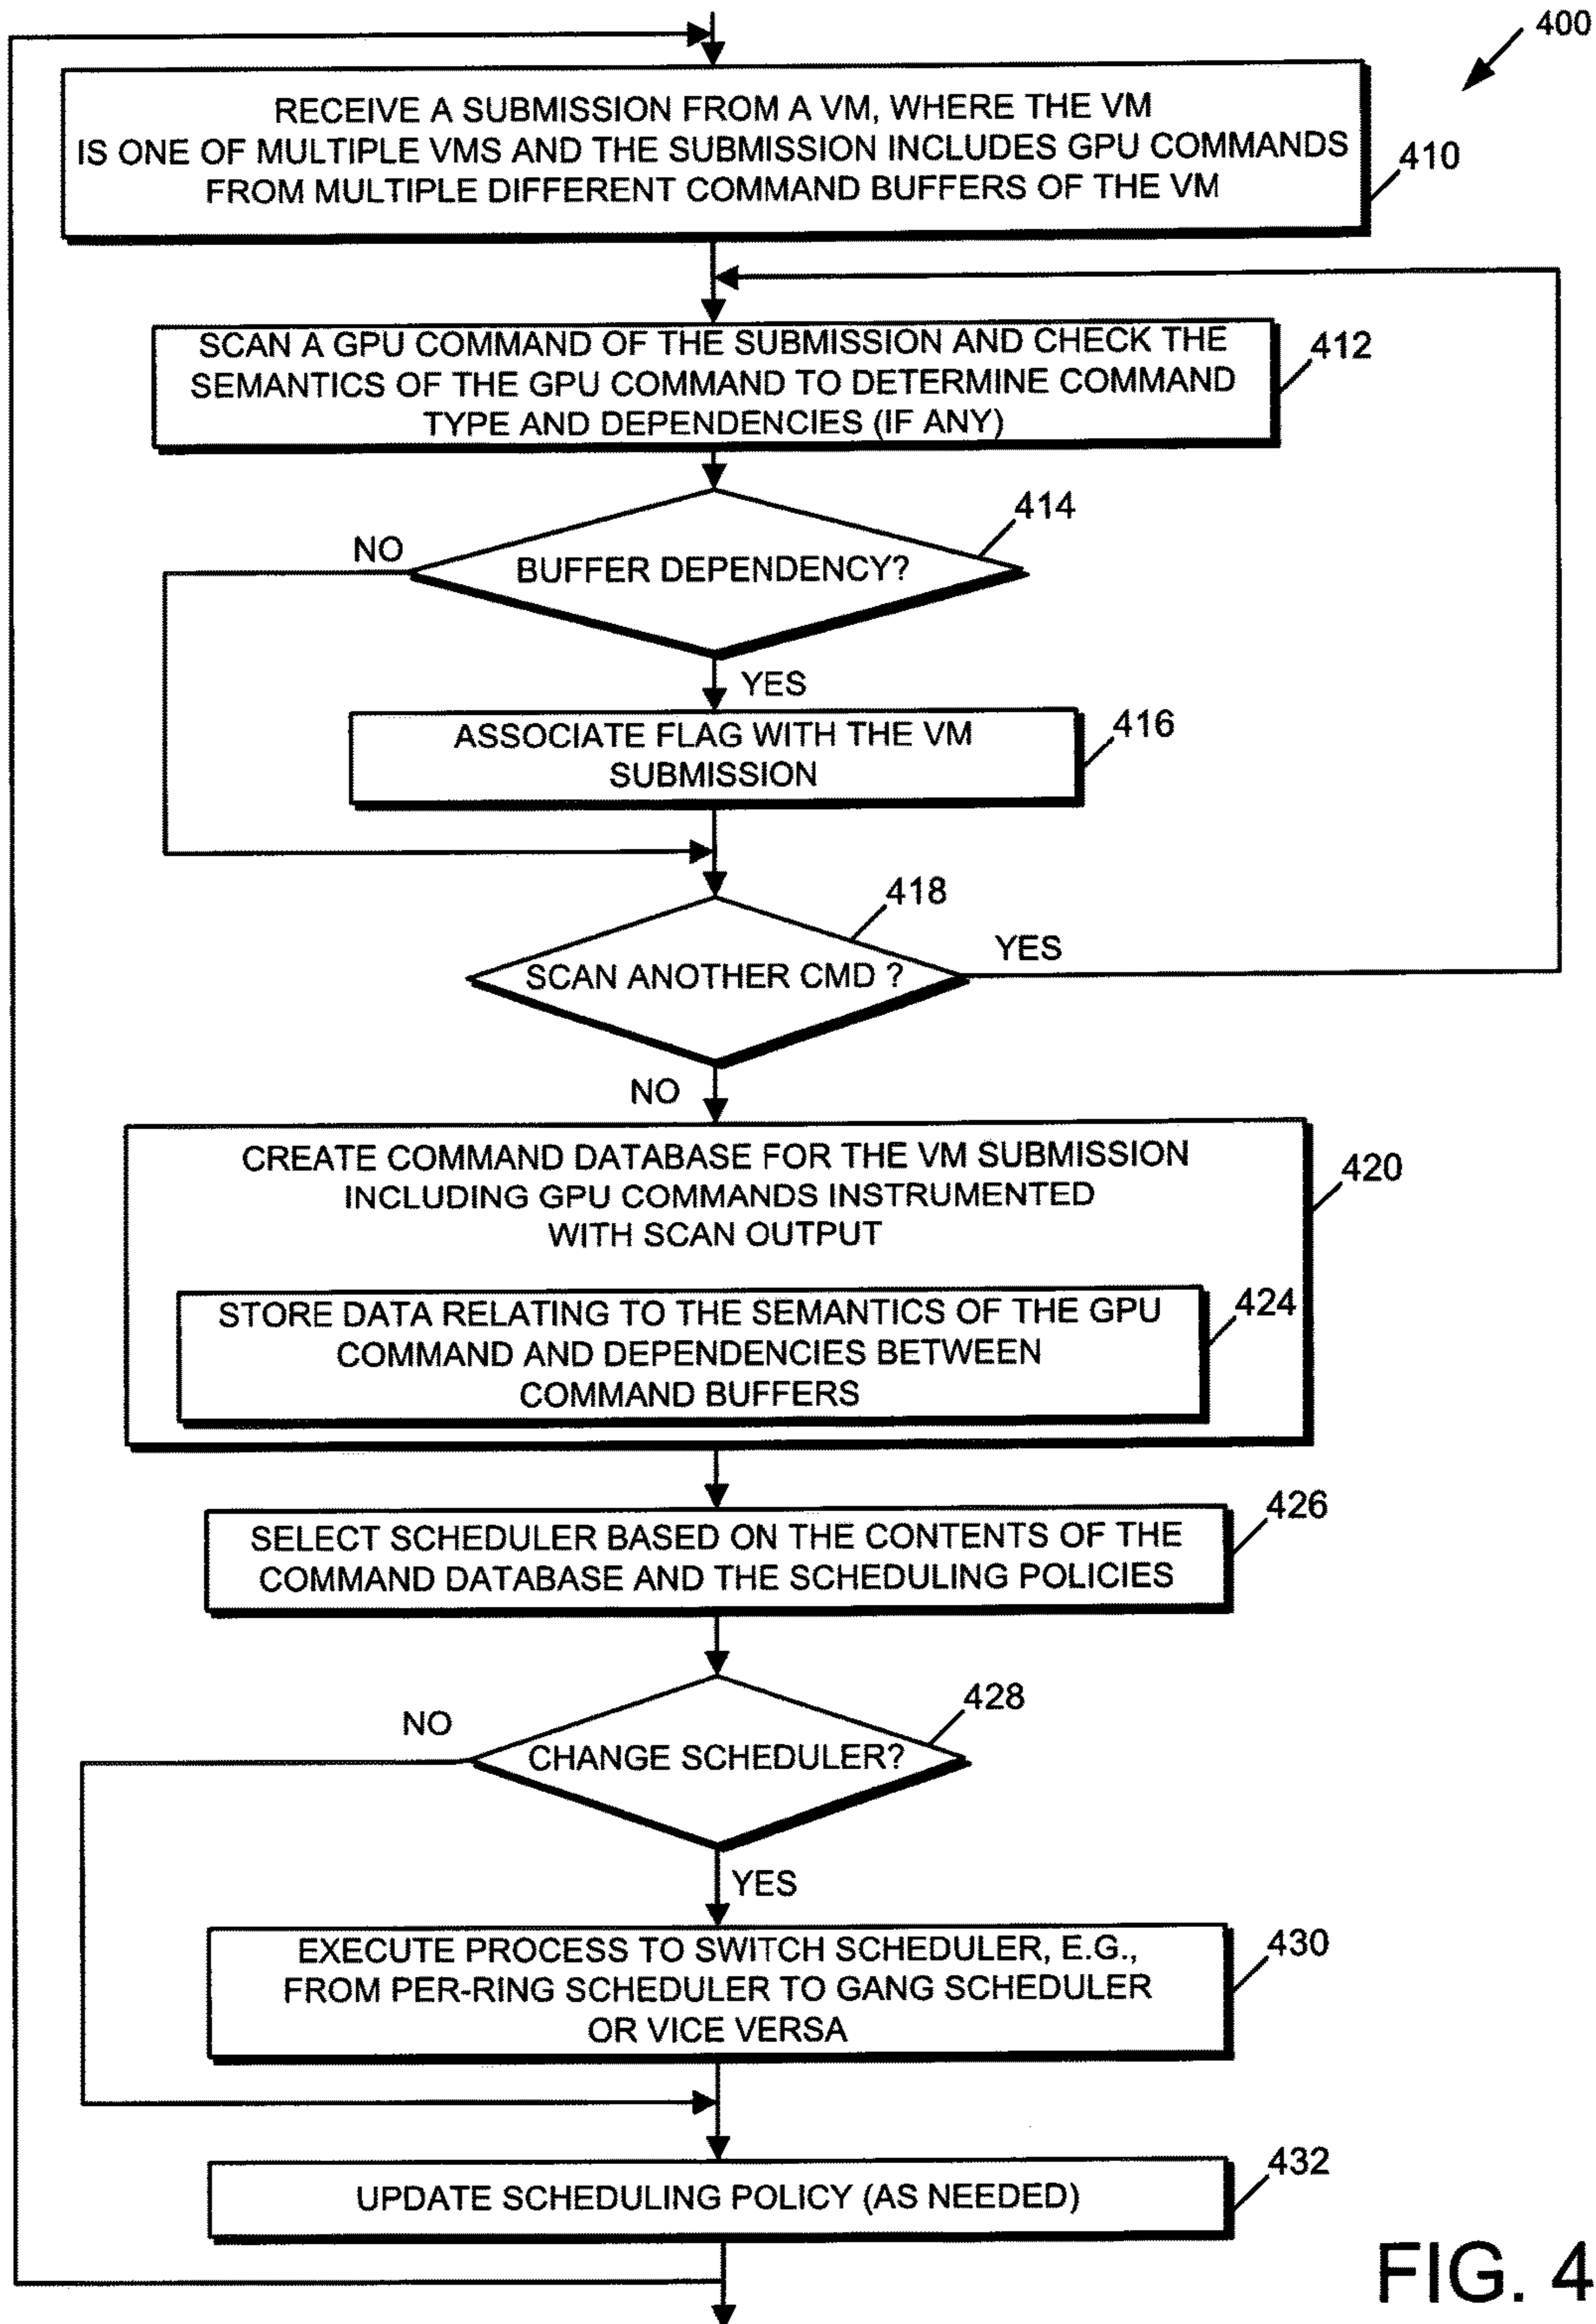 400
RECEIVE A SUBMISSION FROM A VM, WHERE THE VM
IS ONE OF MULTIPLE VMS AND THE SUBMISSION INCLUDES GPU COMMANDS
FROM MULTIPLE DIFFERENT COMMAND BUFFERS OF THE VM
410
SCAN A GPU COMMAND OF THE SUBMISSION AND CHECK THE
SEMANTICS OF THE GPU COMMAND TO DETERMINE COMMAND
TYPE AND DEPENDENCIES (IF ANY)
412
414
NO
BUFFER DEPENDENCY?
YES
ASSOCIATE FLAG WITH THE VM
SUBMISSION
416
418
SCAN ANOTHER CMD ?
YES
NO
CREATE COMMAND DATABASE FOR THE VM SUBMISSION
INCLUDING GPU COMMANDS INSTRUMENTED
WITH SCAN OUTPUT
420
STORE DATA RELATING TO THE SEMANTICS OF THE GPU
COMMAND AND DEPENDENCIES BETWEEN
COMMAND BUFFERS
424
SELECT SCHEDULER BASED ON THE CONTENTS OF THE
COMMAND DATABASE AND THE SCHEDULING POLICIES
426
428
NO
CHANGE SCHEDULER?
YES
EXECUTE PROCESS TO SWITCH SCHEDULER, E.G.,
FROM PER-RING SCHEDULER TO GANG SCHEDULER
OR VICE VERSA
430
UPDATE SCHEDULING POLICY (AS NEEDED)
432
FIG. 4